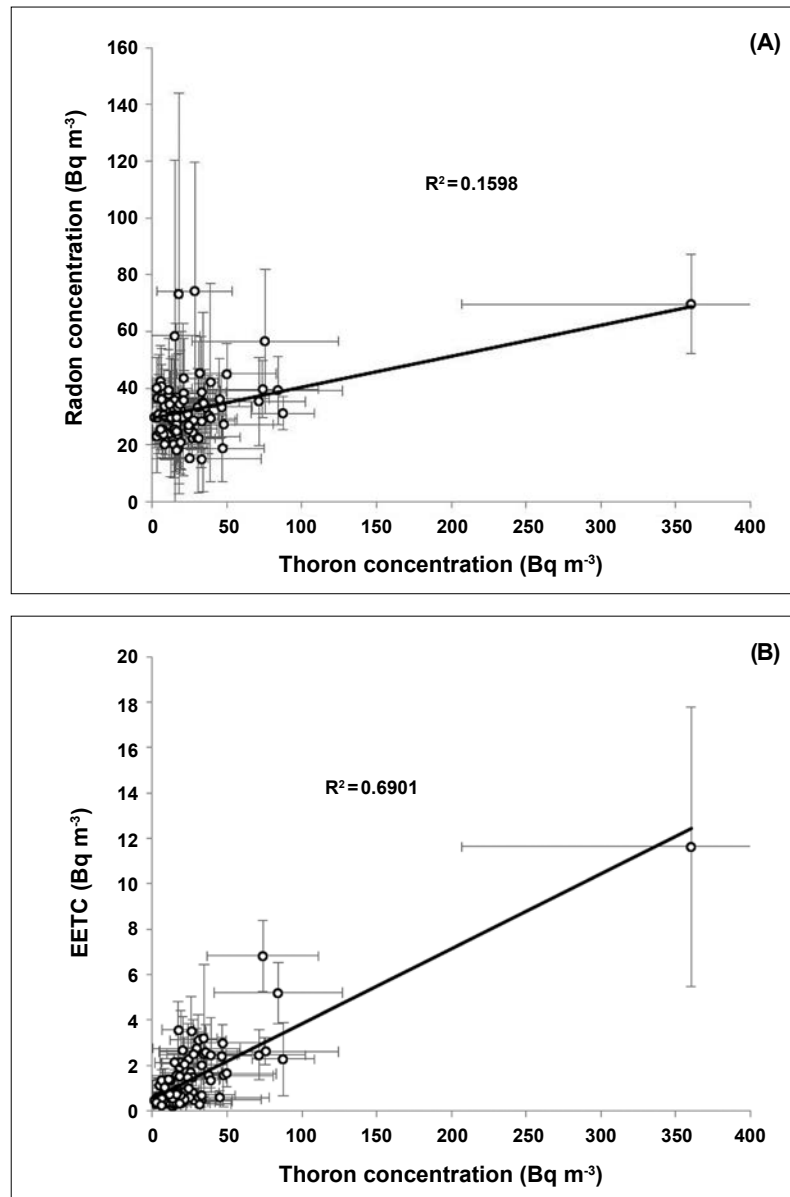 (A)
160
140
120
100
80
60
40
20
0
Radon concentration (Bq m⁻³)
R² = 0.1598
0 50 100 150 200 250 300 350 400
Thoron concentration (Bq m⁻³)
(B)
20
18
16
14
12
10
8
6
4
2
0
EETC (Bq m⁻³)
R² = 0.6901
0 50 100 150 200 250 300 350 400
Thoron concentration (Bq m⁻³)